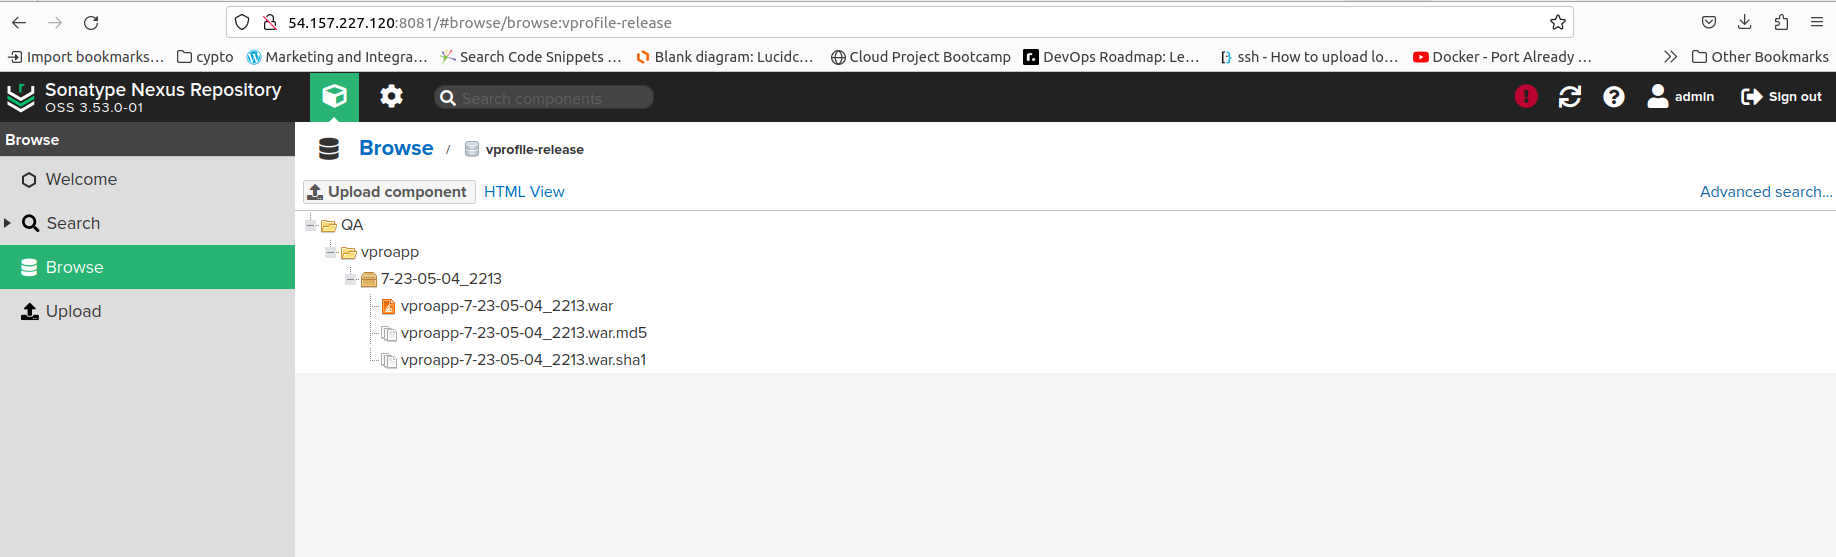 54.157.227.120:8081/#browse/browse:vprofile-release
Import bookmarks... cypto Marketing and Integra... Search Code Snippets ... Blank diagram: Lucidc... Cloud Project Bootcamp DevOps Roadmap: Le... ssh - How to upload lo... Docker - Port Already ... Other Bookmarks
Sonatype Nexus Repository
OSS 3.53.0-01
Search components
admin Sign out
Browse
Browse / vprofile-release
Welcome
Upload component HTML View Advanced search...
Search
QA
vproapp
Browse
7-23-05-04_2213
Upload
vproapp-7-23-05-04_2213.war
vproapp-7-23-05-04_2213.war.md5
vproapp-7-23-05-04_2213.war.sha1